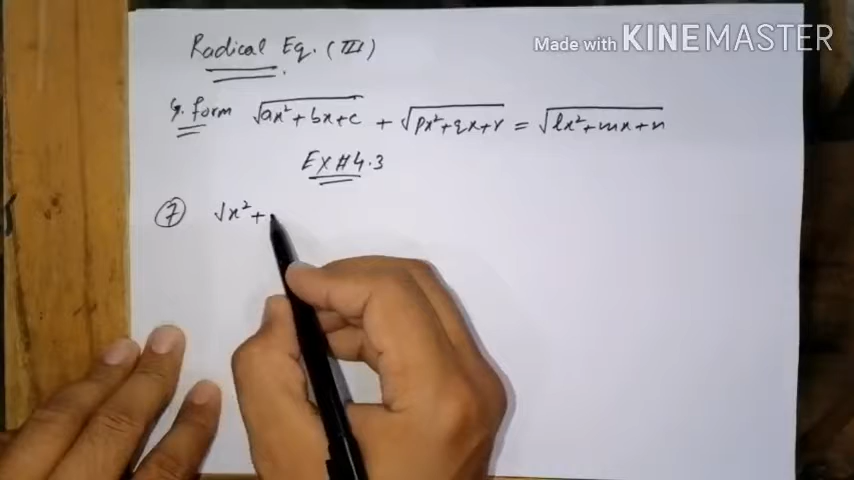 Radical Eq. (III)
Made with KINEMASTER
G. form √ax²+bx+c + √px²+qx+r = √lx²+mx+n
EX#4.3
⑦ √x²+